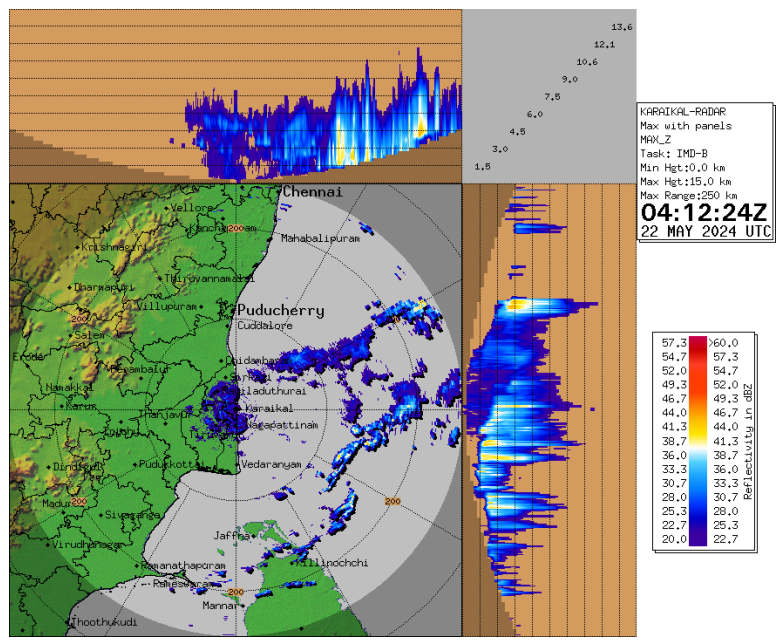 13.6
12.1
10.6
9.0
7.5
6.0
4.5
3.0
1.5
KARAIKAL-RADAR
Max with panels
MAX_Z
Task: IMD-B
Min Hgt:0.0 km
Max Hgt:15.0 km
Max Range:250 km
04:12:24Z
22 MAY 2024 UTC
Chennai
Vellore
200
Mahabalipuram
Krishnagiri
Thiruvannamalai
Dharmapuri
Villupuram
Puducherry
200
Cuddalore
Salem
Erode
Chidambaram
Perambalur
Namakkal
Karur
Karaikal
Thanjavur
Nagapattinam
Pudukkottai
Vedaranyam
Dindigul
200
200
Madurai
Sivaganga
Jaffna
Virudhanagar
Ramanathapuram
Killinochchi
Rameswaram
200
Mannar
Thoothukudi
57.3 >60.0
54.7 57.3
52.0 54.7
49.3 52.0
46.7 49.3
44.0 46.7
41.3 44.0
38.7 41.3
36.0 38.7
33.3 36.0
30.7 33.3
28.0 30.7
25.3 28.0
22.7 25.3
20.0 22.7
Reflectivity in dBZ